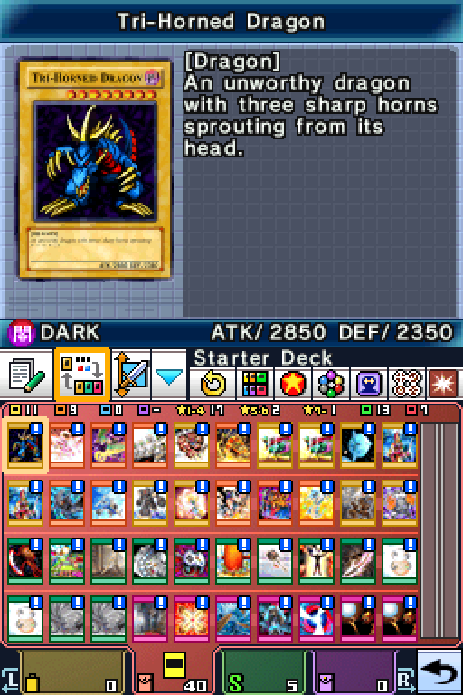 Tri-Horned Dragon
TRI-HORNED DRAGON
[Dragon]
An unworthy dragon
with three sharp horns
sprouting from its
head.
DARK
ATK/ 2850 DEF/ 2350
Starter Deck
11 9 0 - ★1-4 17 ★5.6 2 ★7- 1 13 7
L 0 40 S 5 0 R